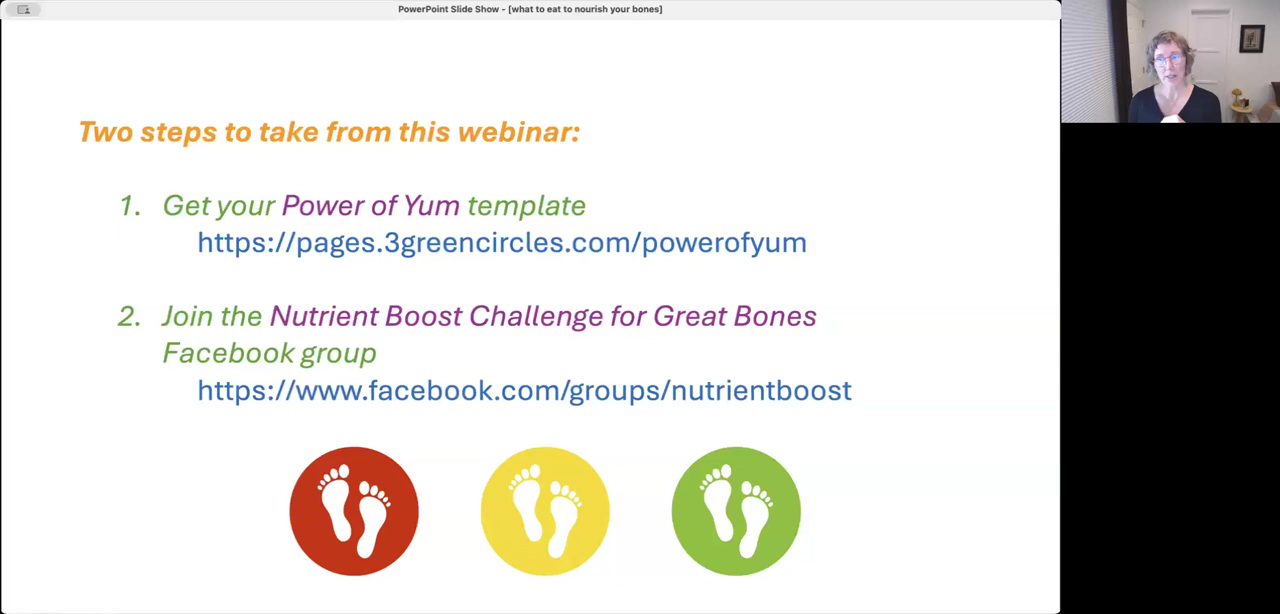 PowerPoint Slide Show - [what to eat to nourish your bones]
Two steps to take from this webinar:
1. Get your Power of Yum template
https://pages.3greencircles.com/powerofyum
2. Join the Nutrient Boost Challenge for Great Bones
Facebook group
https://www.facebook.com/groups/nutrientboost